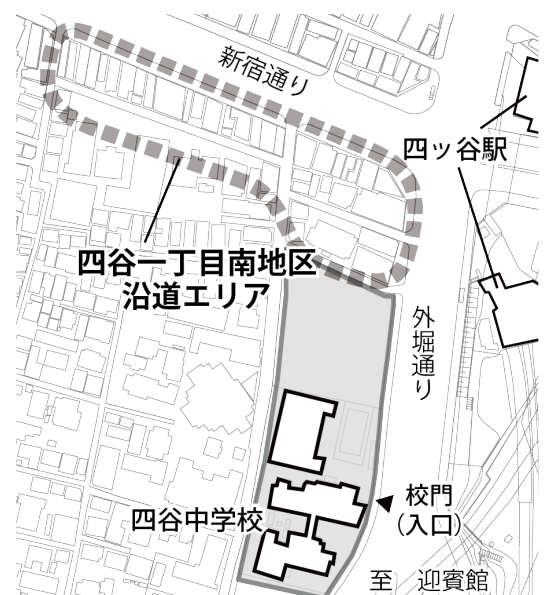 新宿通り
四ッ谷駅
四谷一丁目南地区
沿道エリア
外堀通り
四谷中学校
校門
（入口）
至　迎賓館